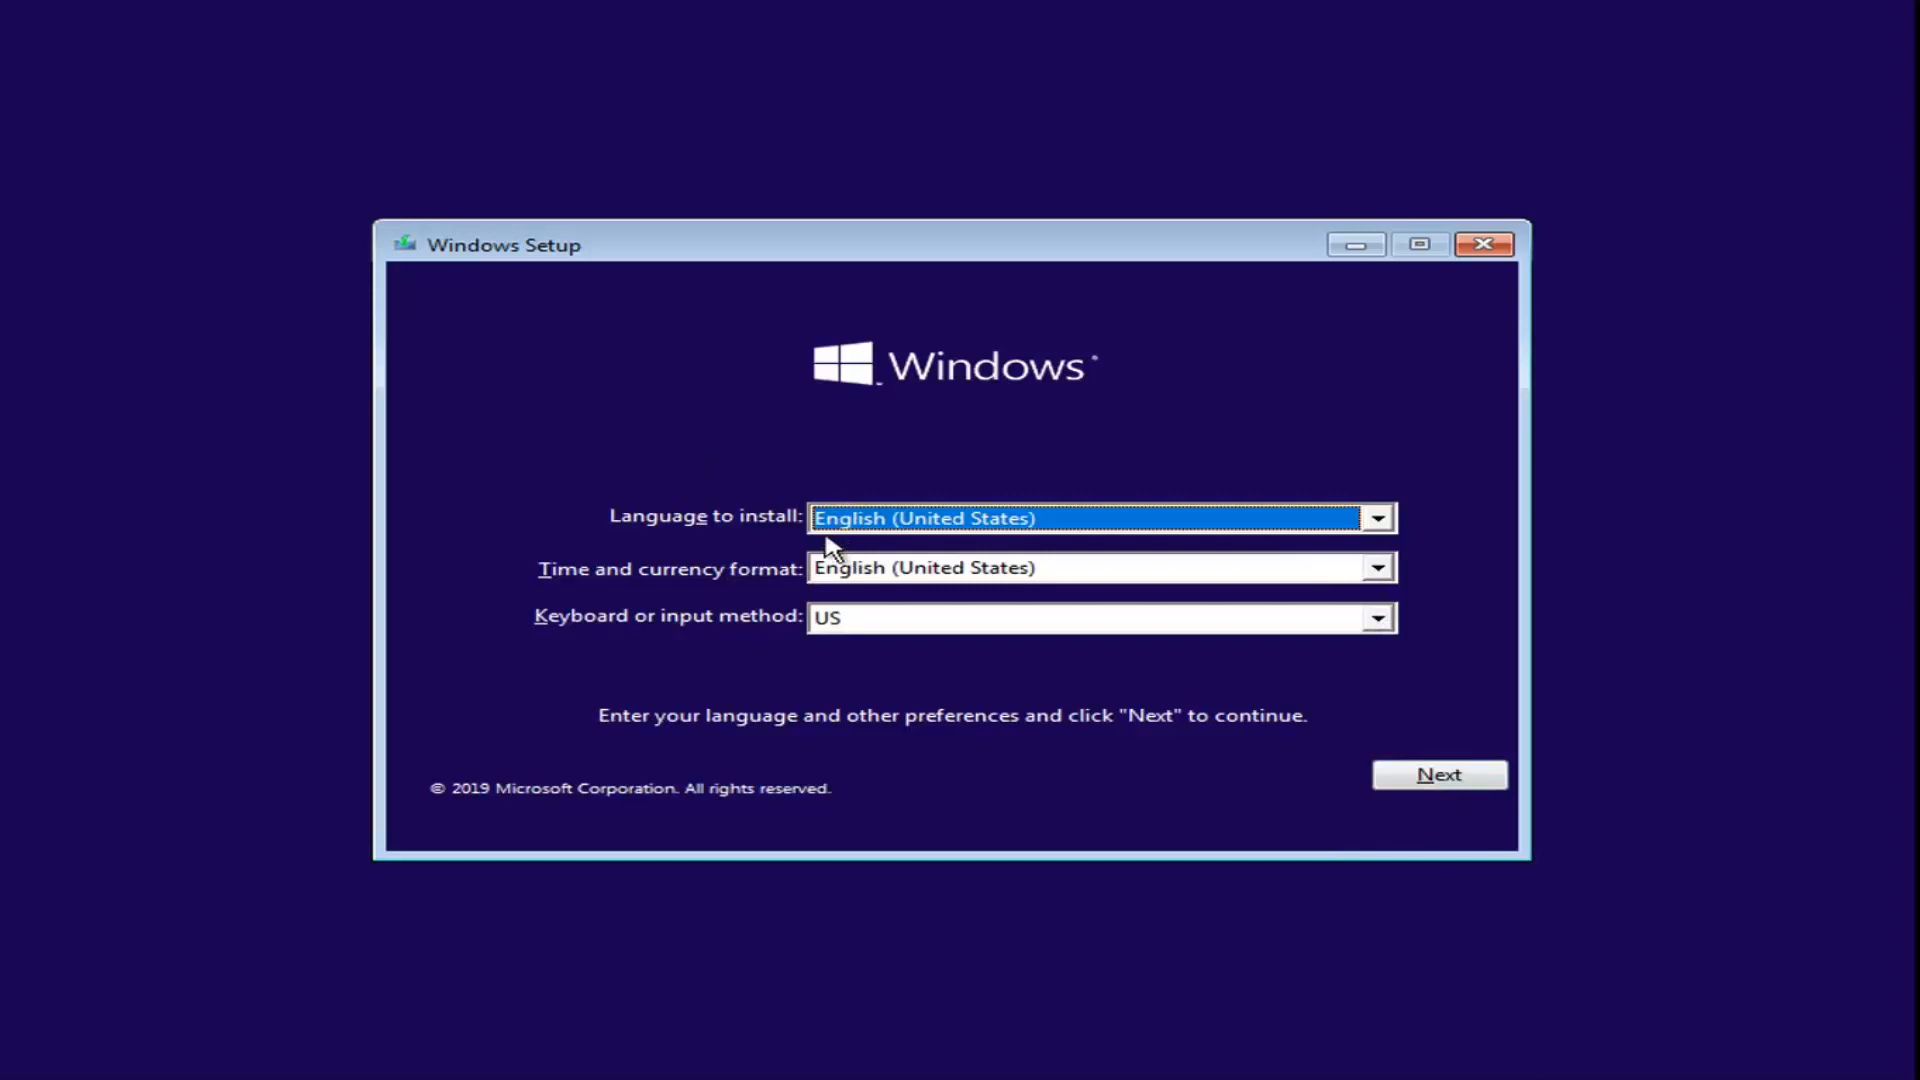 Windows Setup
Windows
Language to install: English (United States)
Time and currency format: English (United States)
Keyboard or input method: US
Enter your language and other preferences and click "Next" to continue.
Next
© 2019 Microsoft Corporation. All rights reserved.